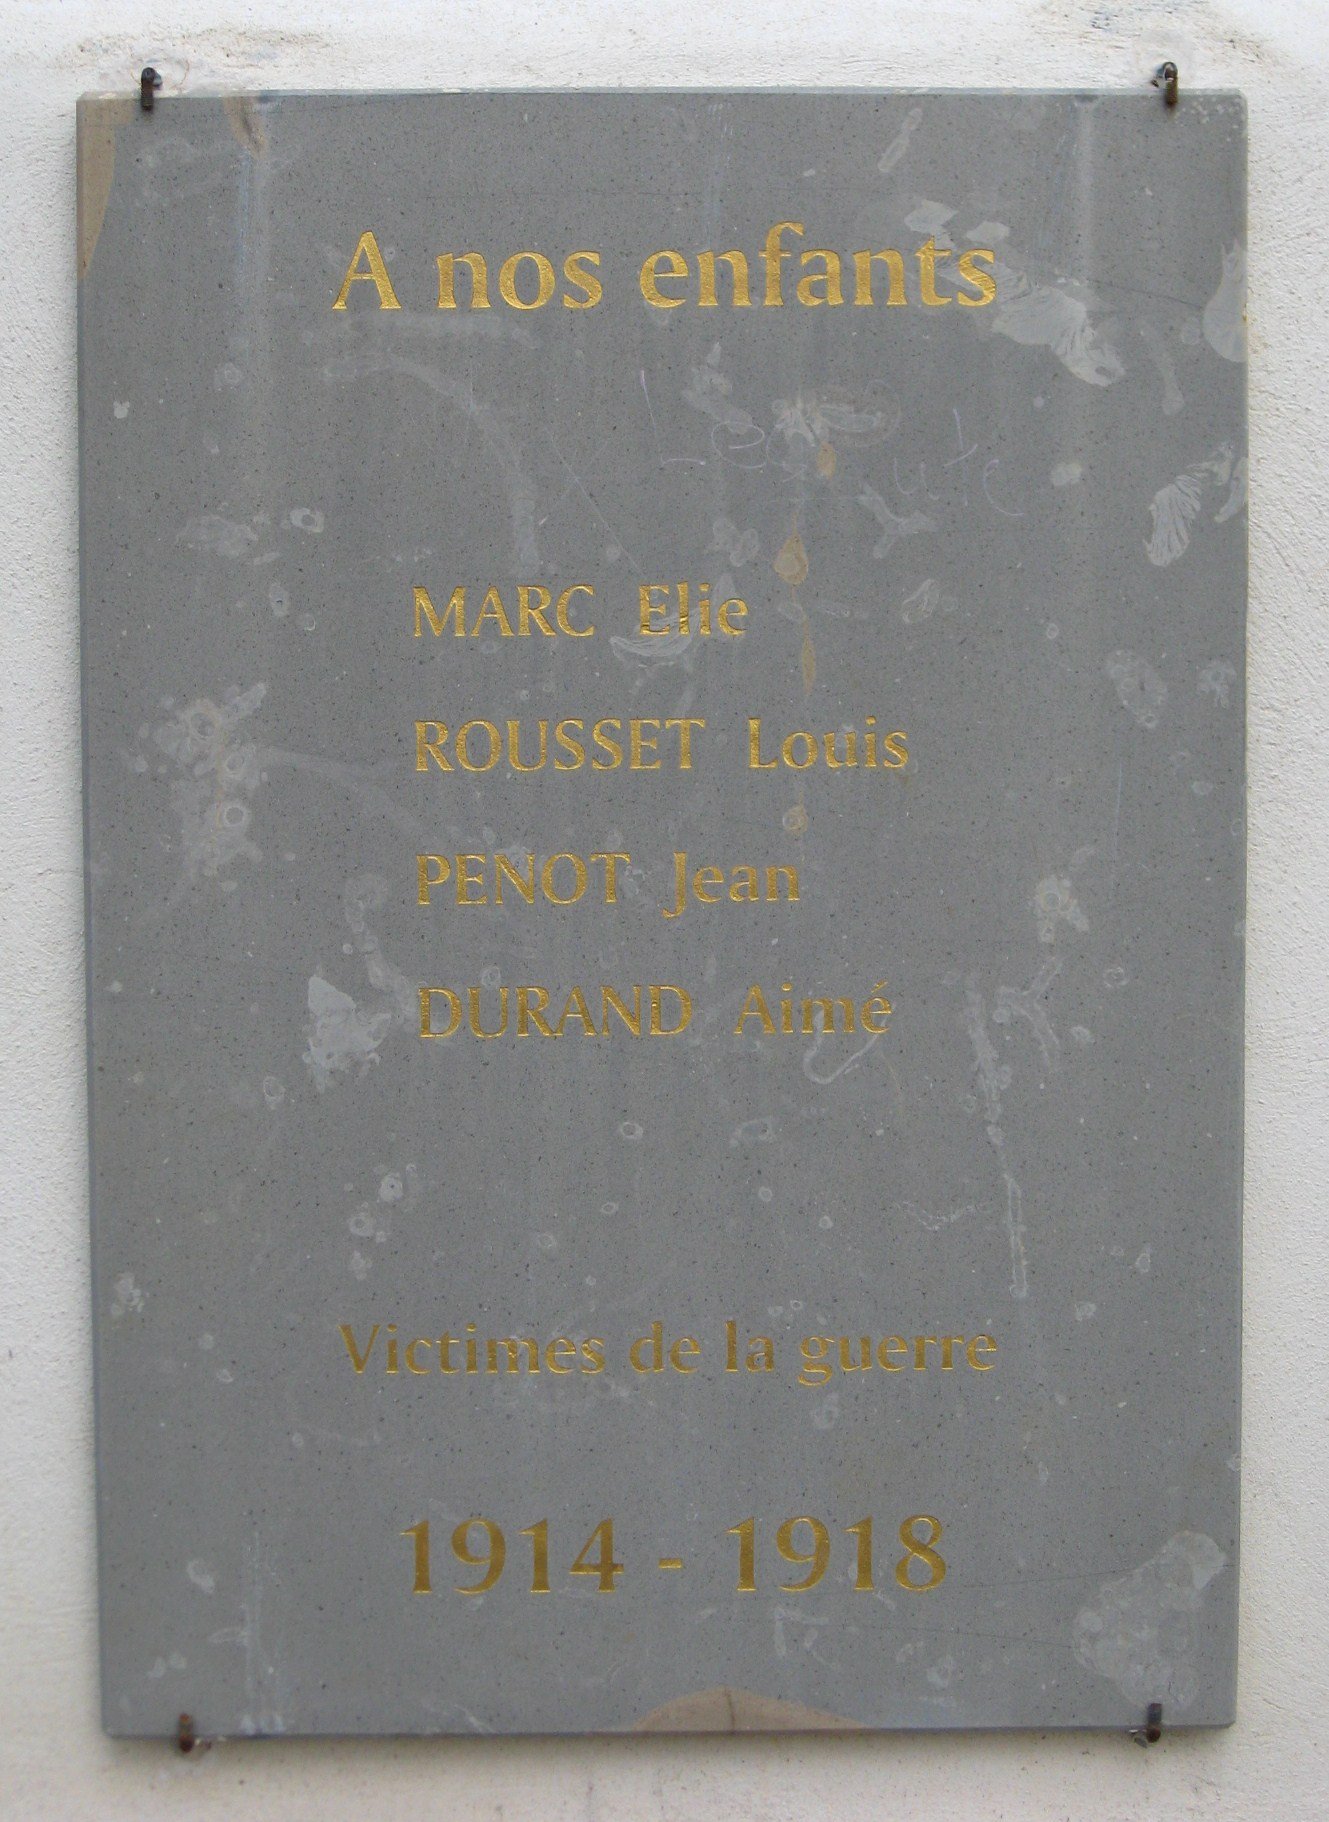 A nos enfants
MARC Elie
ROUSSET Louis
PENOT Jean
DURAND Aimé
Victimes de la guerre
1914 - 1918